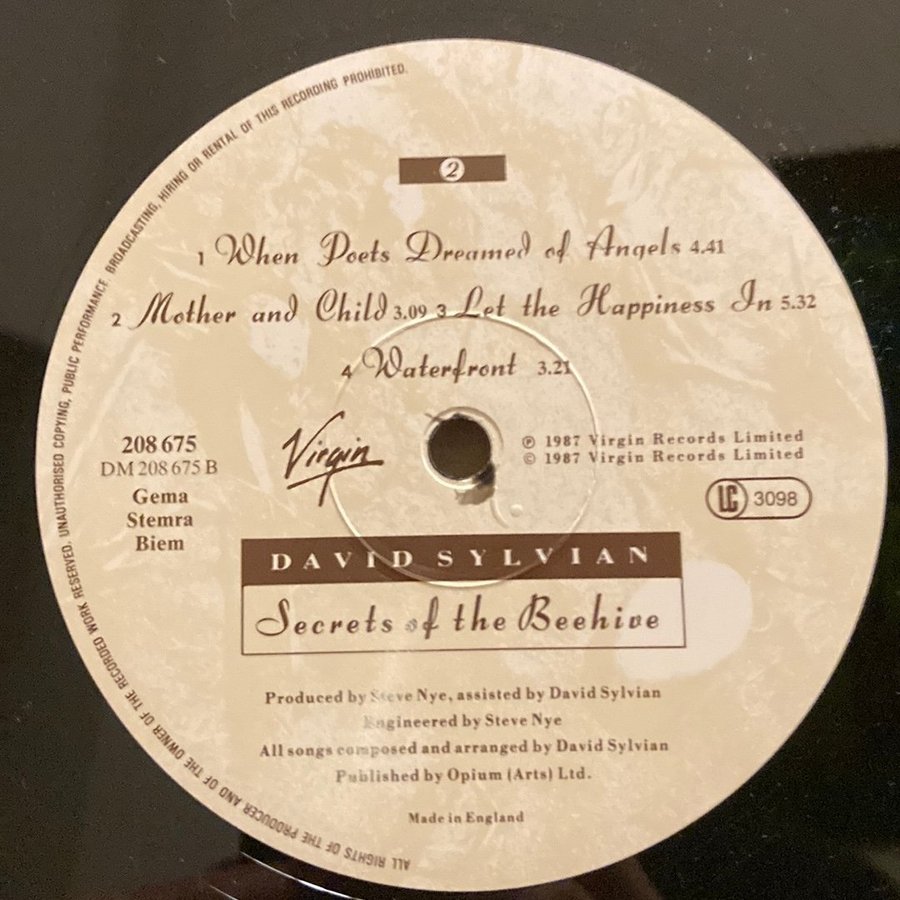 2
1 When Poets Dreamed of Angels 4.41
2 Mother and Child 3.09 3 Let the Happiness In 5.32
4 Waterfront 3.21
208 675
DM 208 675 B
Gema
Stemra
Biem
Virgin
℗ 1987 Virgin Records Limited
© 1987 Virgin Records Limited
LC 3098
DAVID SYLVIAN
Secrets of the Beehive
Produced by Steve Nye, assisted by David Sylvian
Engineered by Steve Nye
All songs composed and arranged by David Sylvian
Published by Opium (Arts) Ltd.
Made in England
ALL RIGHTS OF THE PRODUCER AND OF THE OWNER OF THE RECORDED WORK RESERVED. UNAUTHORISED COPYING, PUBLIC PERFORMANCE BROADCASTING, HIRING OR RENTAL OF THIS RECORDING PROHIBITED.